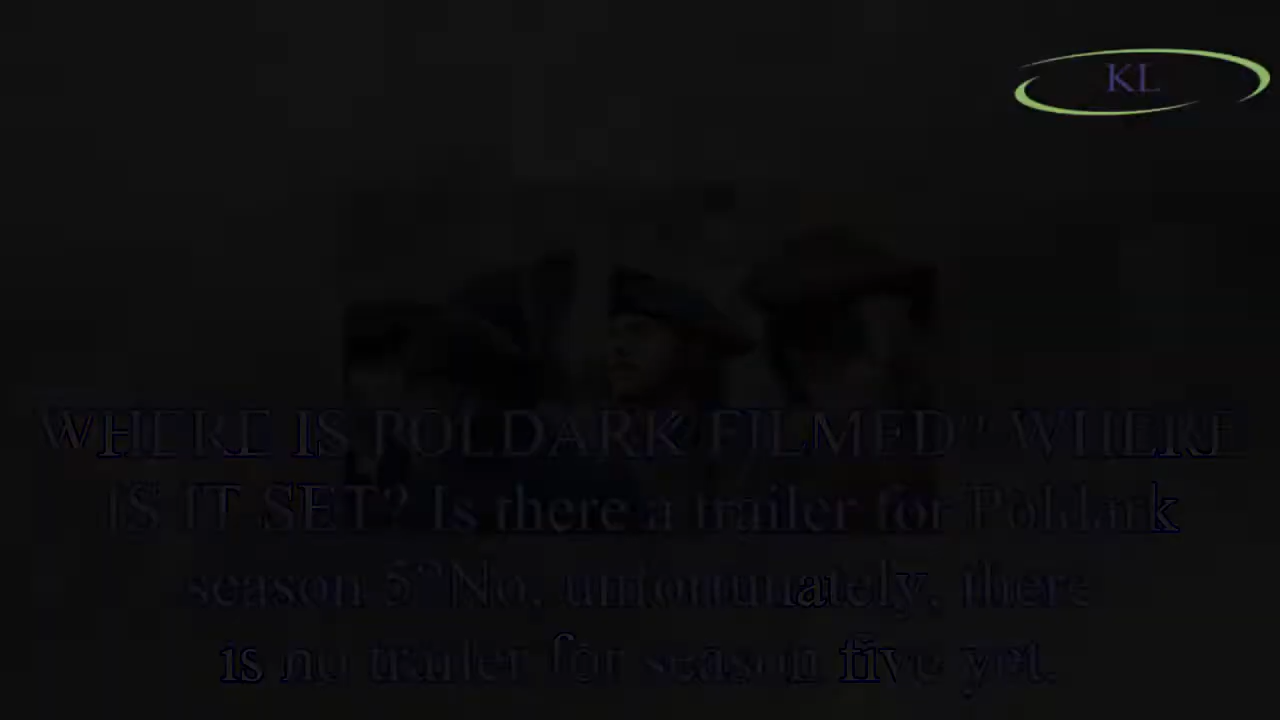 KL
WHERE IS POLDARK FILMED? WHERE
IS IT SET? Is there a trailer for Poldark
season 5?No, unfortunately, there
is no trailer for season five yet.